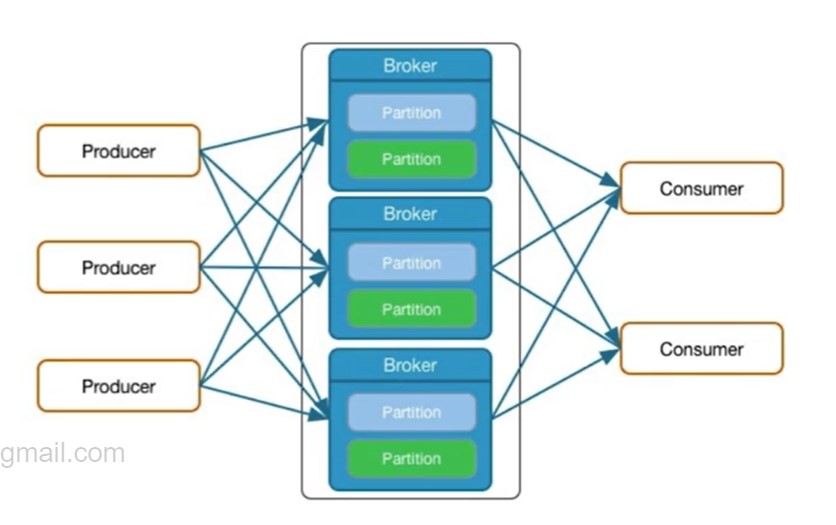 Producer
Producer
Producer
Broker
Partition
Partition
Broker
Partition
Partition
Broker
Partition
Partition
Consumer
Consumer
gmail.com